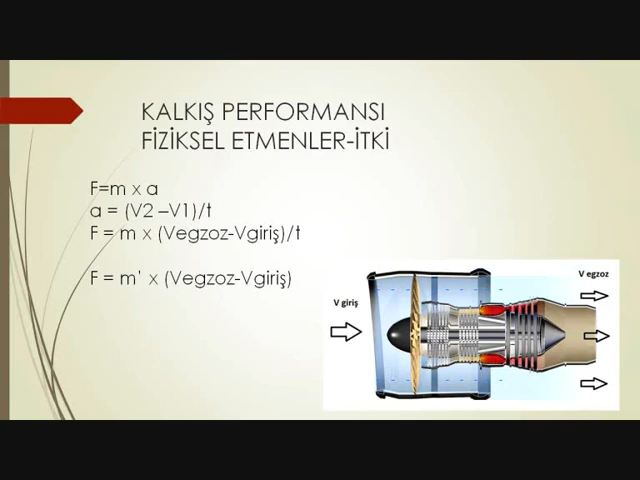 KALKIŞ PERFORMANSI
FİZİKSEL ETMENLER-İTKİ
F=m x a
a = (V2 –V1)/t
F = m x (Vegzoz-Vgiriş)/t
F = m' x (Vegzoz-Vgiriş)
V giriş
V egzoz